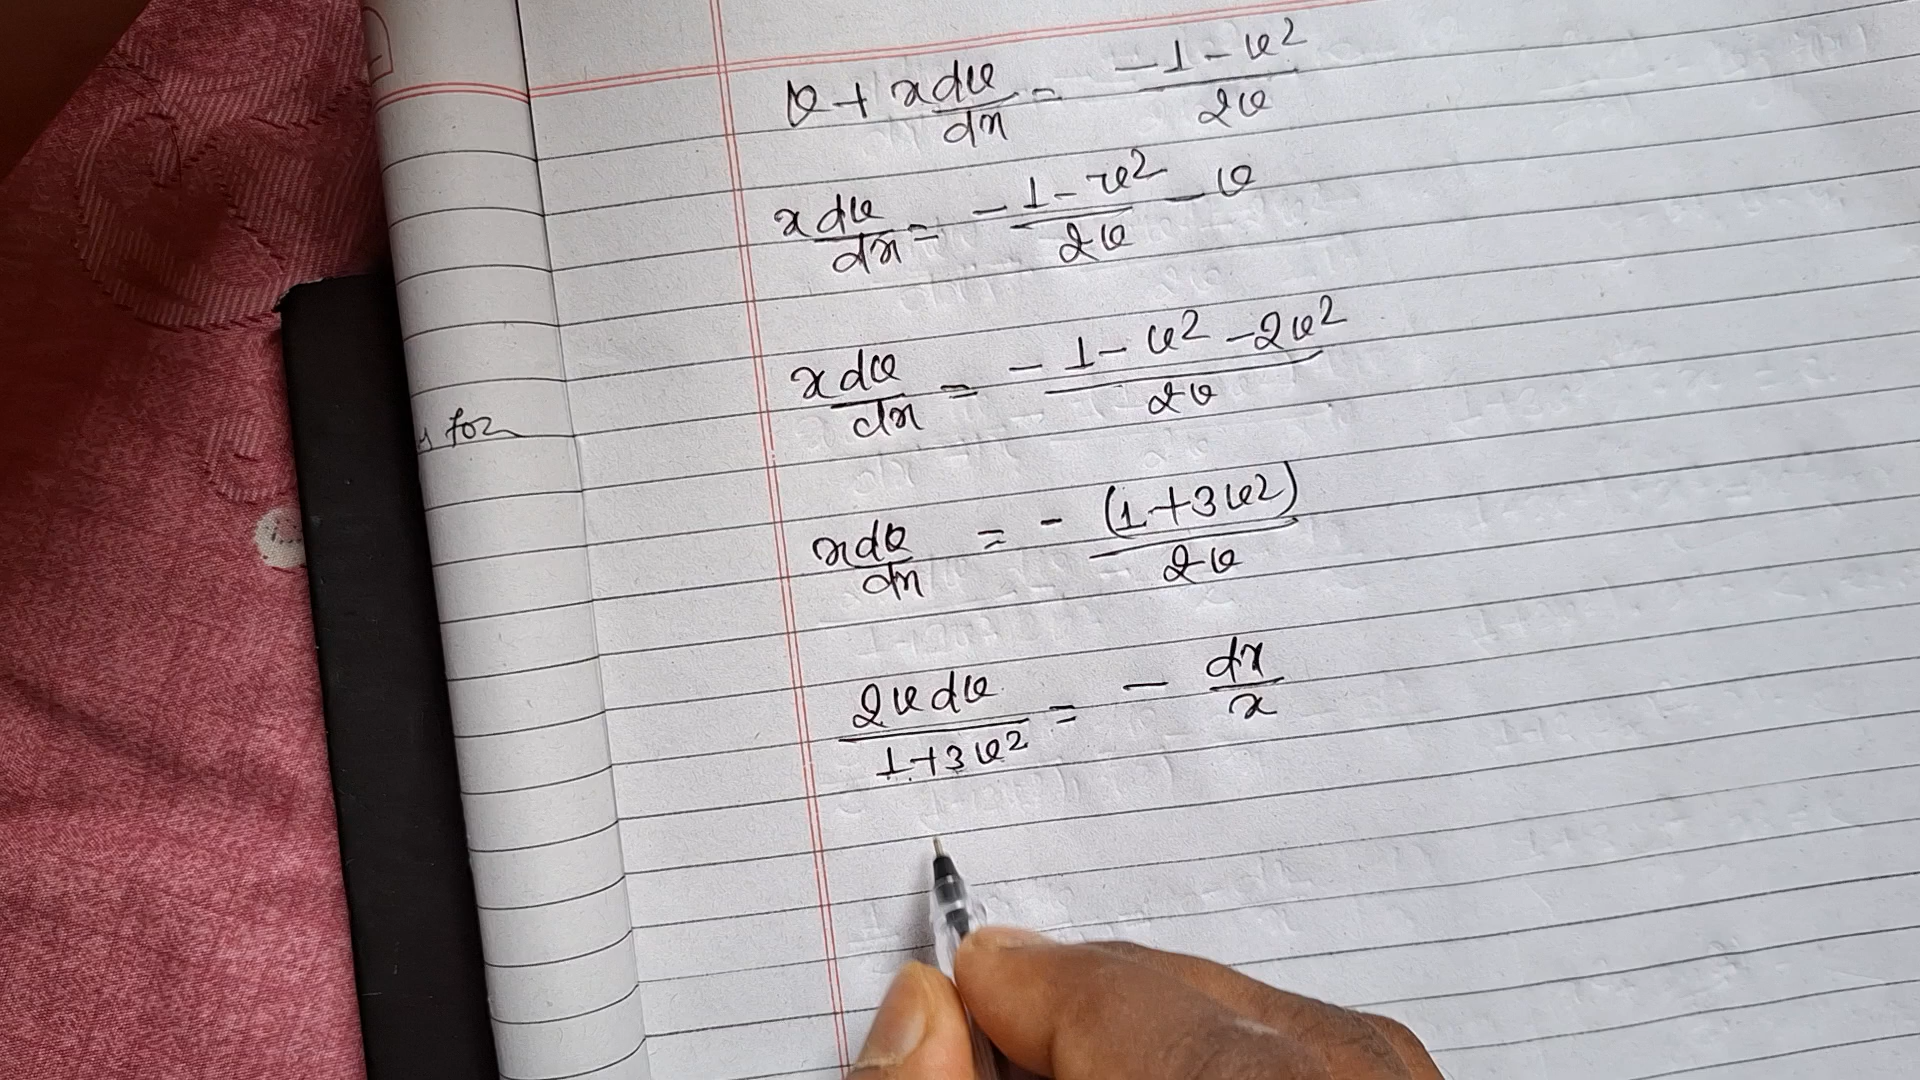 for
v + x dv/dx = -1-v²/2v
x dv/dx = -1-v²/2v - v
x dv/dx = -1-v²-2v²/2v
x dv/dx = -(1+3v²)/2v
2v dv/1+3v² = - dx/x